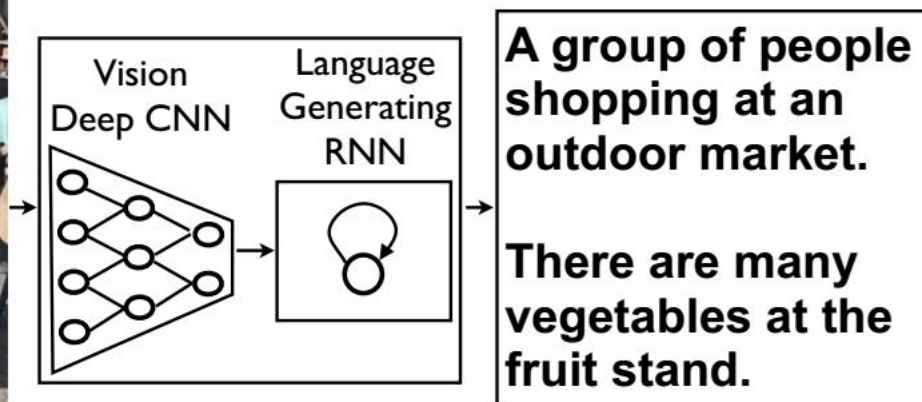 Vision
Deep CNN
Language
Generating
RNN
A group of people
shopping at an
outdoor market.
There are many
vegetables at the
fruit stand.